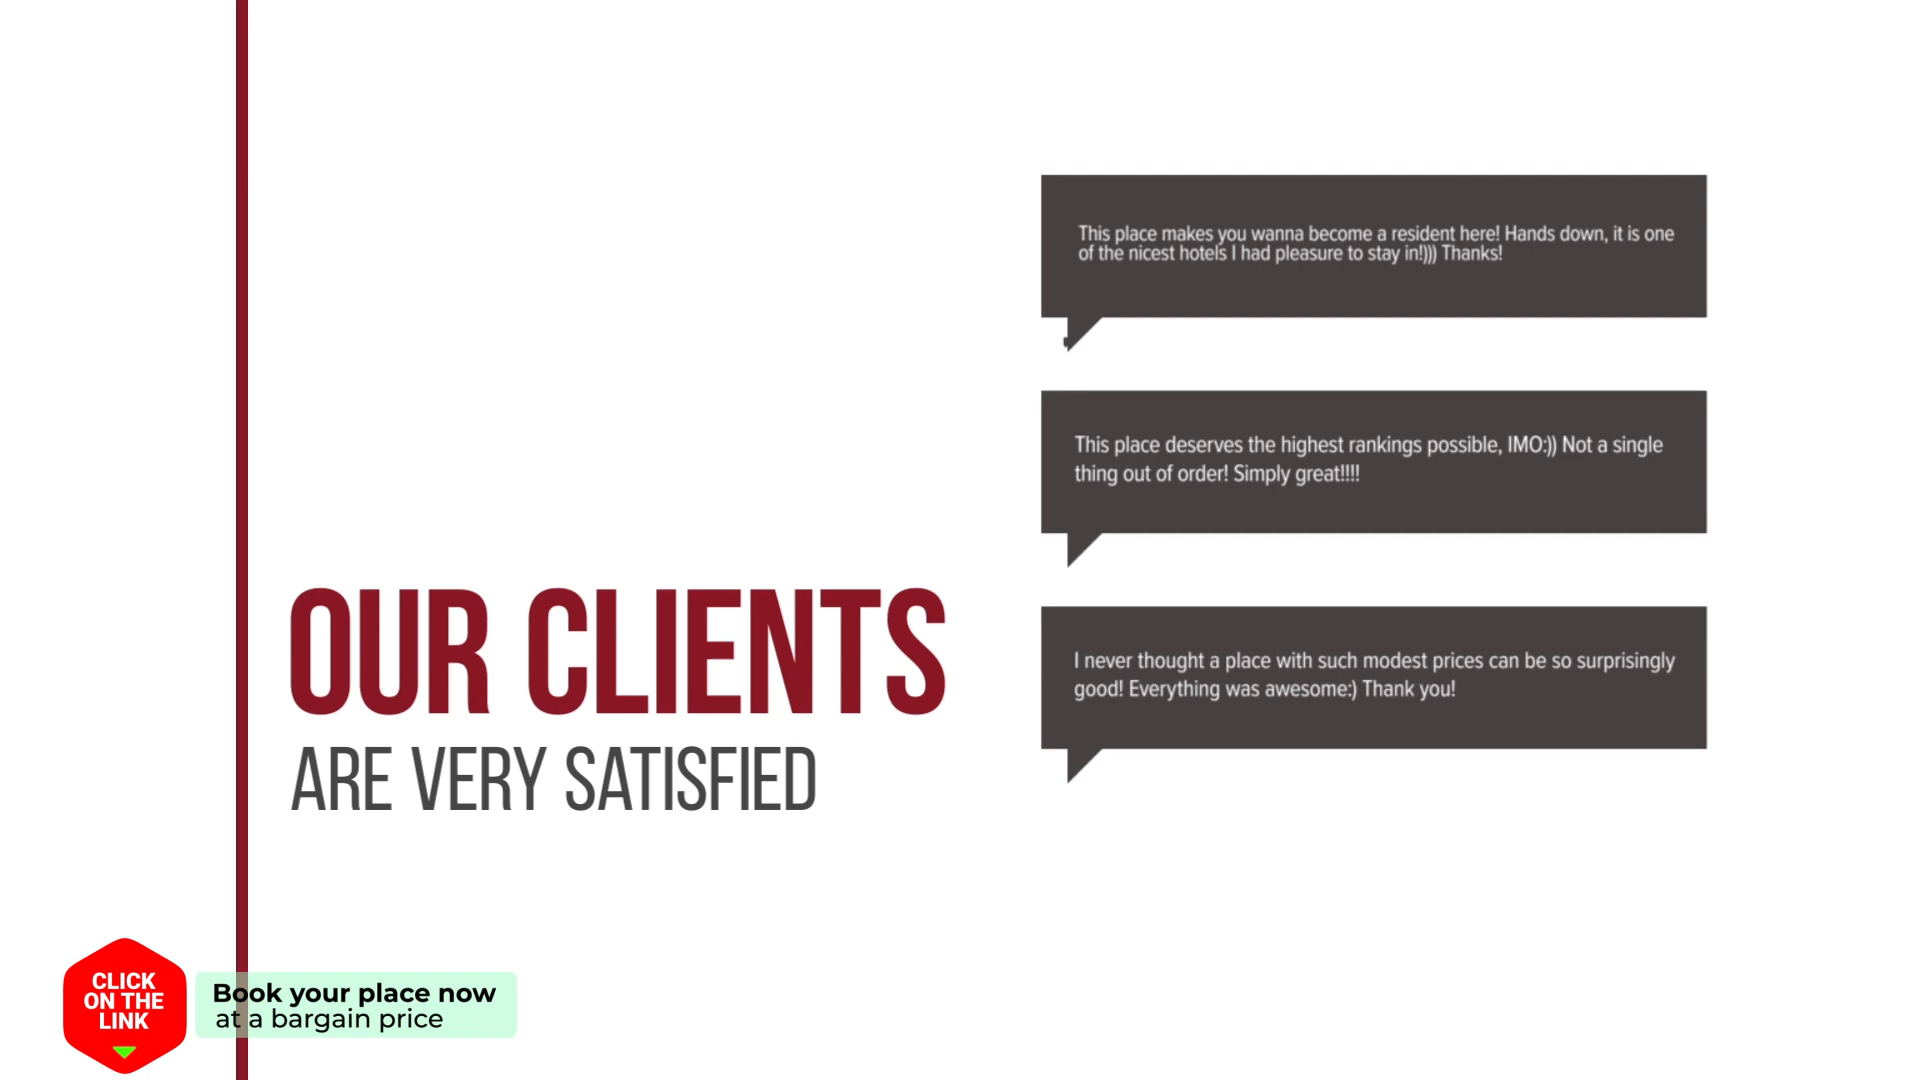 This place makes you wanna become a resident here! Hands down, it is one
of the nicest hotels I had pleasure to stay in!))) Thanks!
This place deserves the highest rankings possible, IMO:)) Not a single
thing out of order! Simply great!!!!
I never thought a place with such modest prices can be so surprisingly
good! Everything was awesome:) Thank you!
OUR CLIENTS
ARE VERY SATISFIED
CLICK
ON THE
LINK
Book your place now
at a bargain price